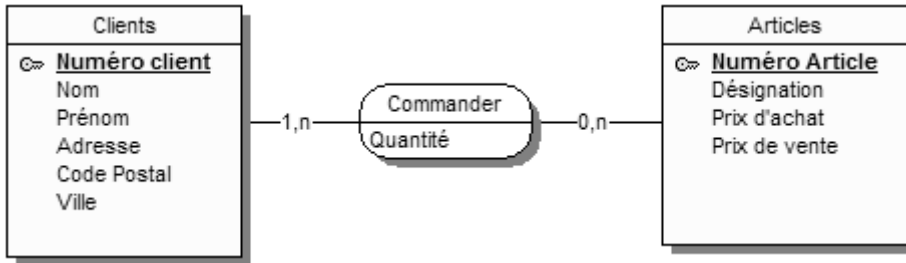 Clients
Numéro client
Nom
Prénom
Adresse
Code Postal
Ville
1,n
Commander
Quantité
0,n
Articles
Numéro Article
Désignation
Prix d'achat
Prix de vente